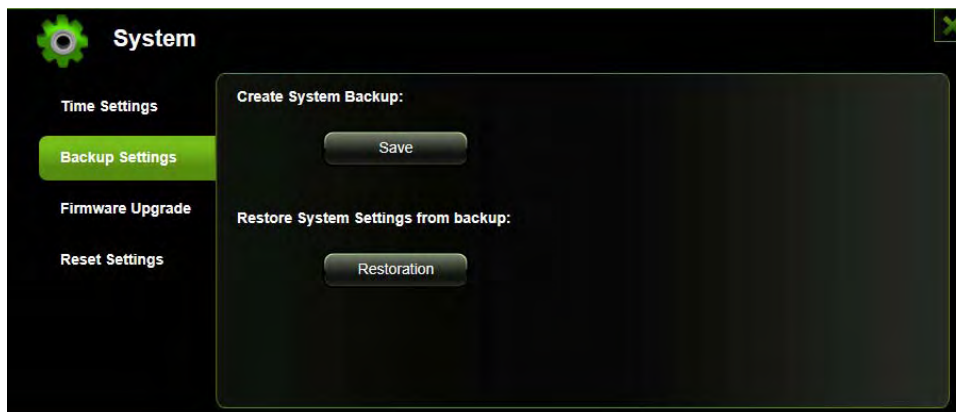 System
Time Settings
Backup Settings
Firmware Upgrade
Reset Settings
Create System Backup:
Save
Restore System Settings from backup:
Restoration